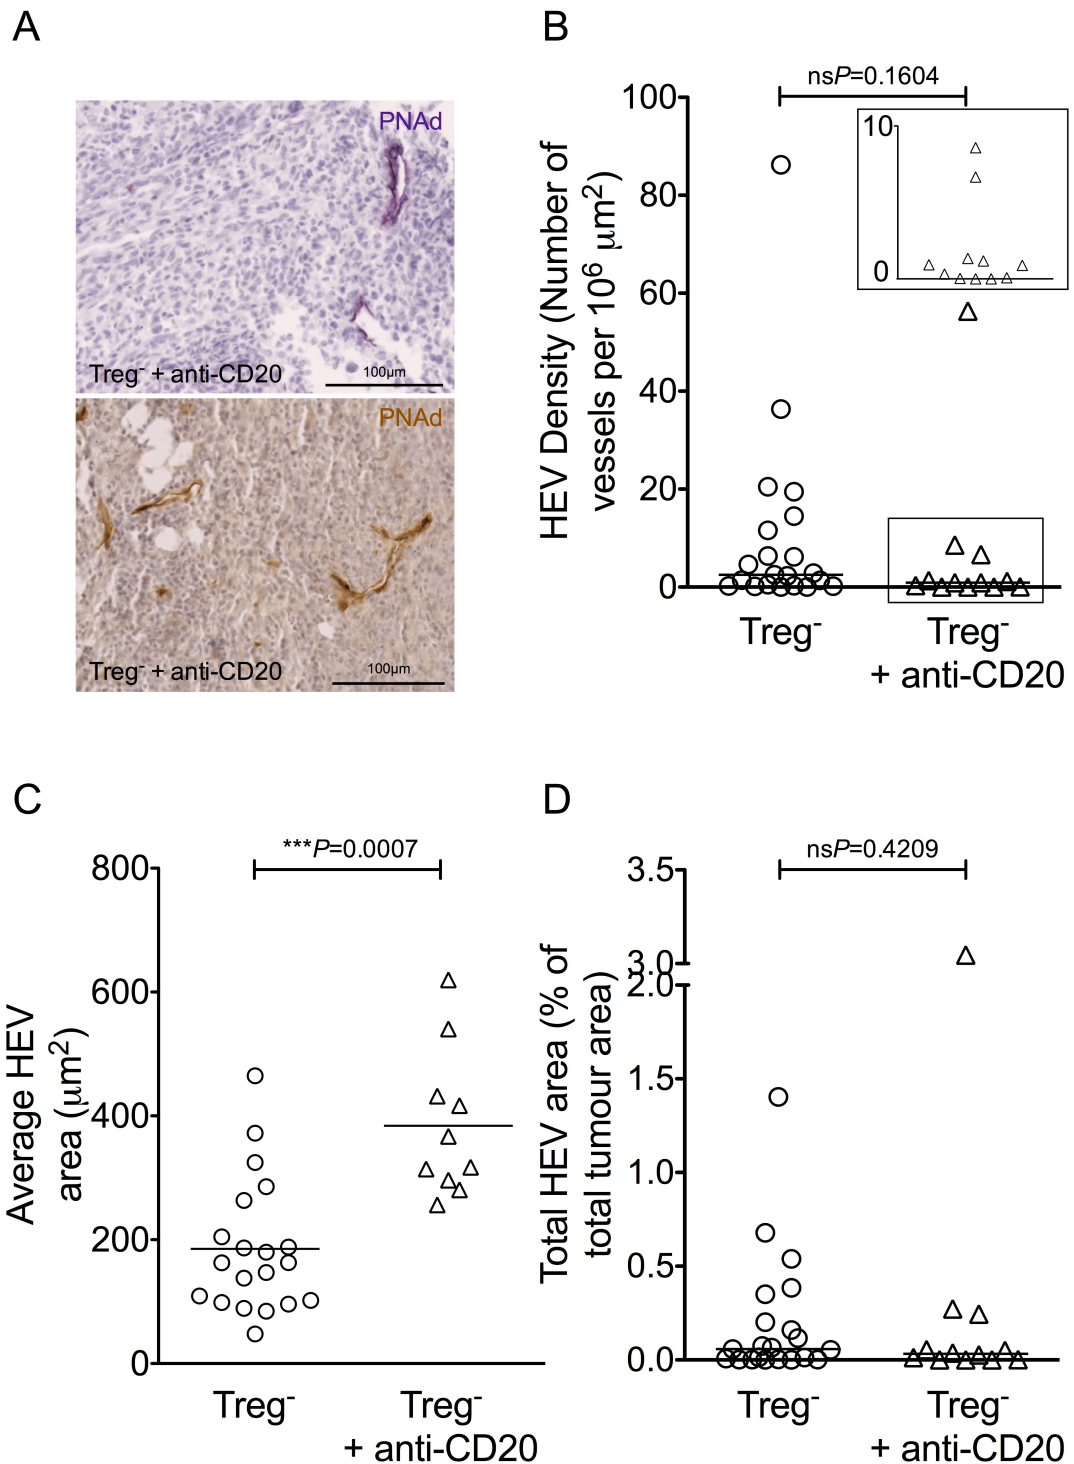 A
PNAd
Treg⁻ + anti-CD20
100μm
PNAd
Treg⁻ + anti-CD20
100μm
B
nsP=0.1604
HEV Density (Number of
vessels per 10⁶ μm²)
100
80
60
40
20
0
10
0
Treg⁻
Treg⁻
+ anti-CD20
C
***P=0.0007
Average HEV
area (μm²)
800
600
400
200
0
Treg⁻
Treg⁻
+ anti-CD20
D
nsP=0.4209
Total HEV area (% of
total tumour area)
3.5
3.0
2.0
1.5
1.0
0.5
0.0
Treg⁻
Treg⁻
+ anti-CD20